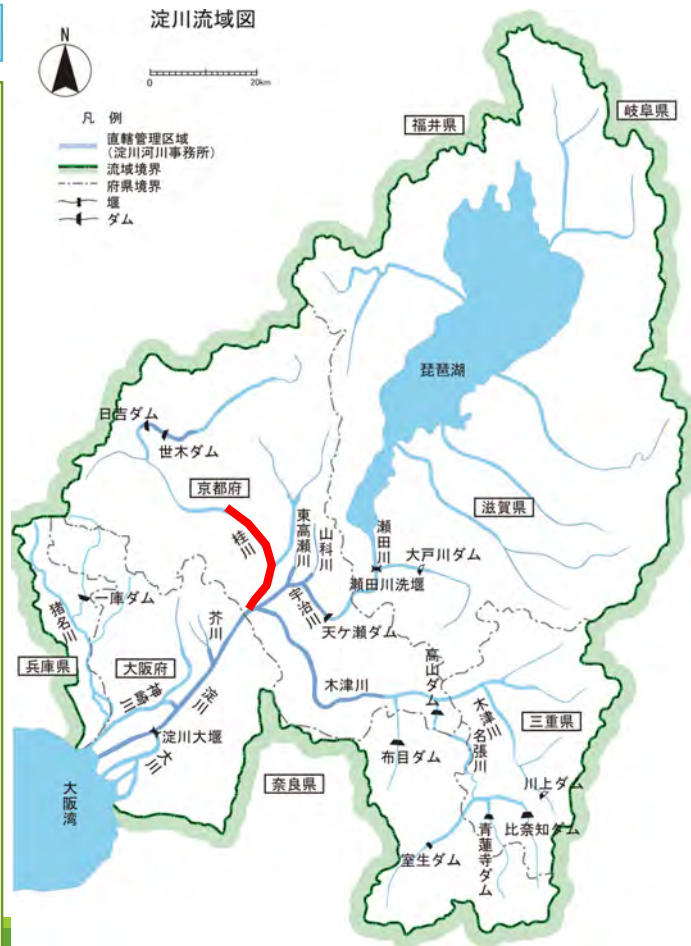 淀川流域図
N
0
20km
凡 例
直轄管理区域
(淀川河川事務所)
流域境界
府県境界
堰
ダム
福井県
岐阜県
琵琶湖
日吉ダム
世木ダム
京都府
桂川
東高瀬川
山科川
瀬田川
滋賀県
大戸川ダム
瀬田川洗堰
宇治川
天ケ瀬ダム
一庫ダム
猪名川
芥川
兵庫県
大阪府
神崎川
淀川
木津川
高山ダム
木津川
三重県
名張川
淀川大堰
大川
布目ダム
奈良県
川上ダム
大阪湾
室生ダム
青蓮寺ダム
比奈知ダム